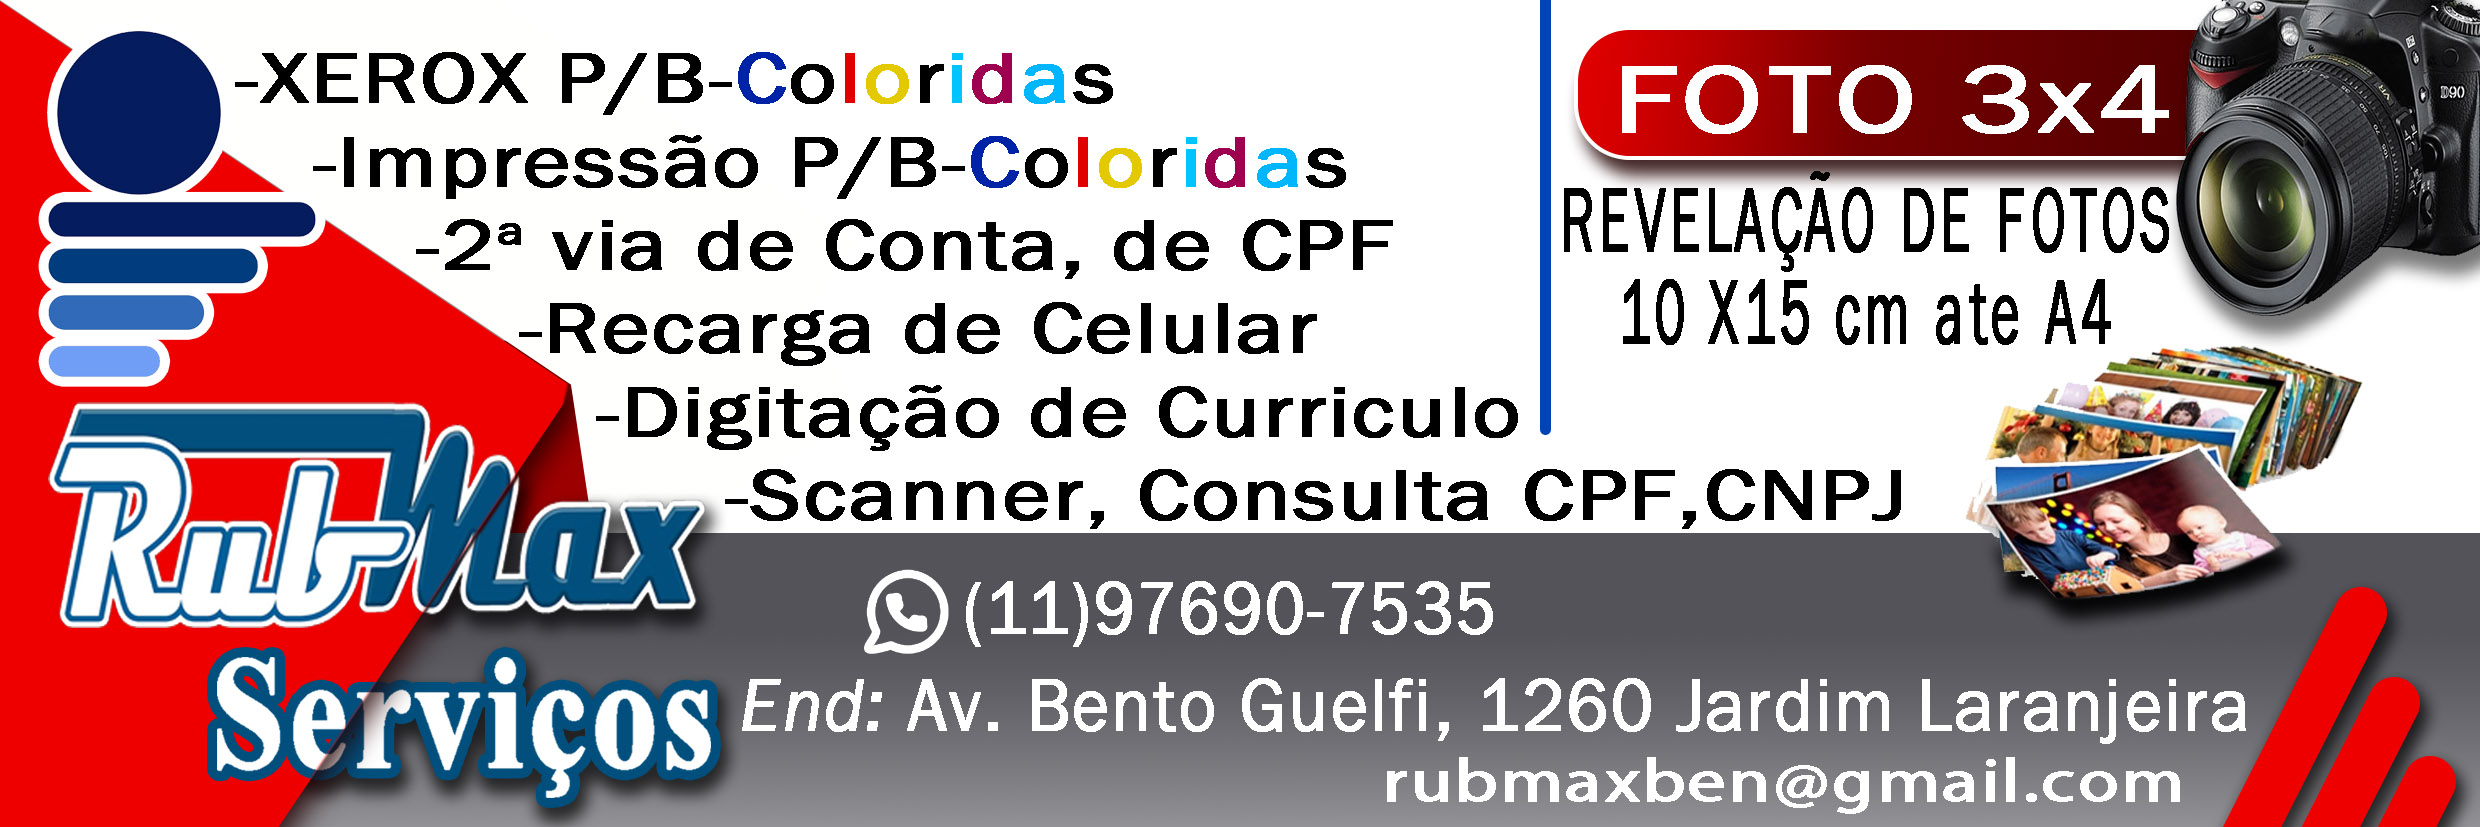 -XEROX P/B-Coloridas
-Impressão P/B-Coloridas
-2ª via de Conta, de CPF
-Recarga de Celular
-Digitação de Curriculo
-Scanner, Consulta CPF,CNPJ
FOTO 3x4
D90
REVELAÇÃO DE FOTOS
10 X15 cm ate A4
RubMax
Serviços
(11)97690-7535
End: Av. Bento Guelfi, 1260 Jardim Laranjeira
rubmaxben@gmail.com